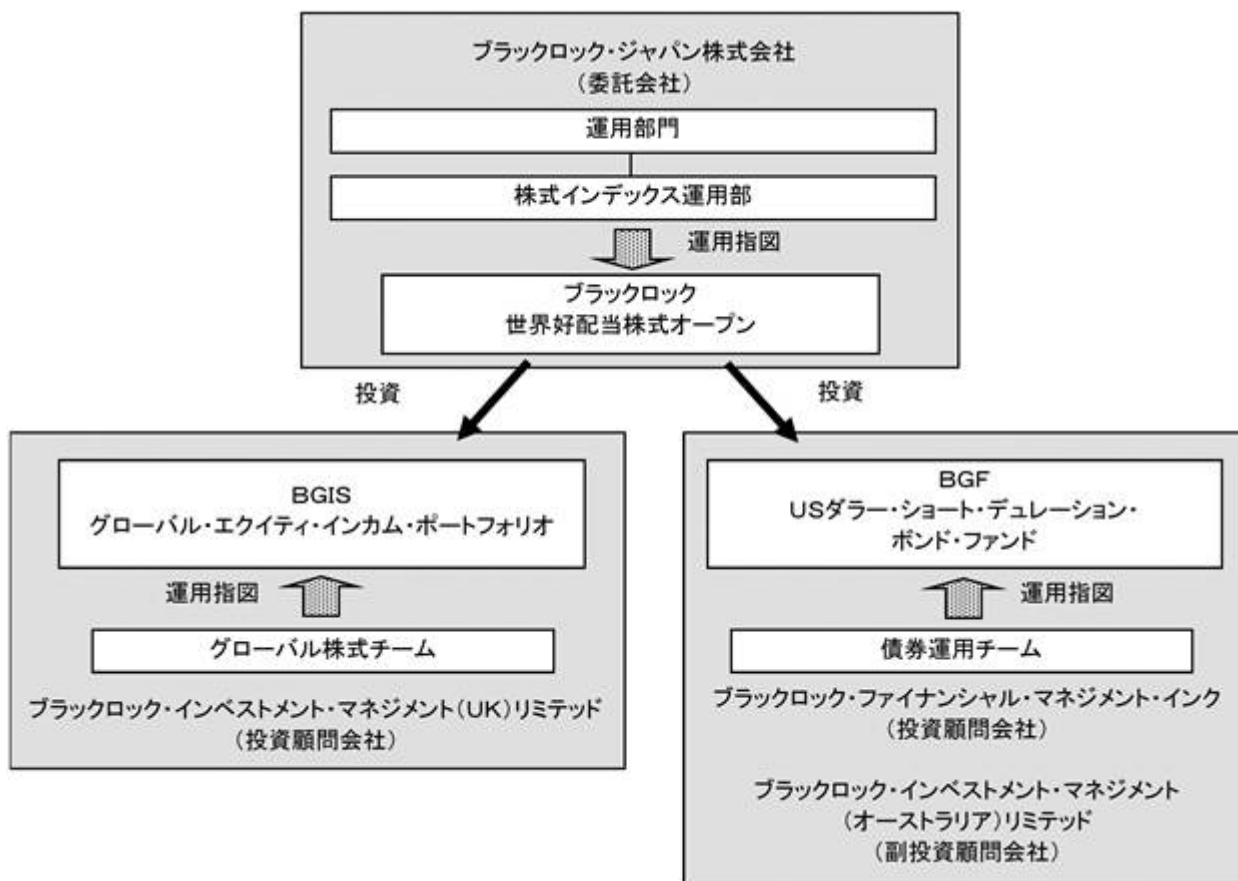 ブラックロック・ジャパン株式会社
(委託会社)
運用部門
株式インデックス運用部
運用指図
ブラックロック
世界好配当株式オープン
投資
投資
BGIS
グローバル・エクイティ・インカム・ポートフォリオ
運用指図
グローバル株式チーム
ブラックロック・インベストメント・マネジメント(UK)リミテッド
(投資顧問会社)
BGF
USダラー・ショート・デュレーション・
ボンド・ファンド
運用指図
債券運用チーム
ブラックロック・ファイナンシャル・マネジメント・インク
(投資顧問会社)
ブラックロック・インベストメント・マネジメント
(オーストラリア)リミテッド
(副投資顧問会社)